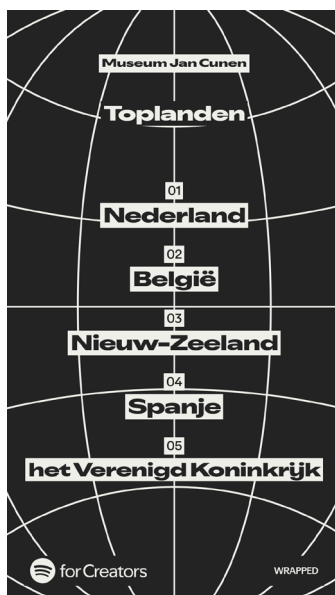 Museum Jan Cunen
Toplanden
01
Nederland
02
België
03
Nieuw-Zeeland
04
Spanje
05
het Verenigd Koninkrijk
for Creators
WRAPPED